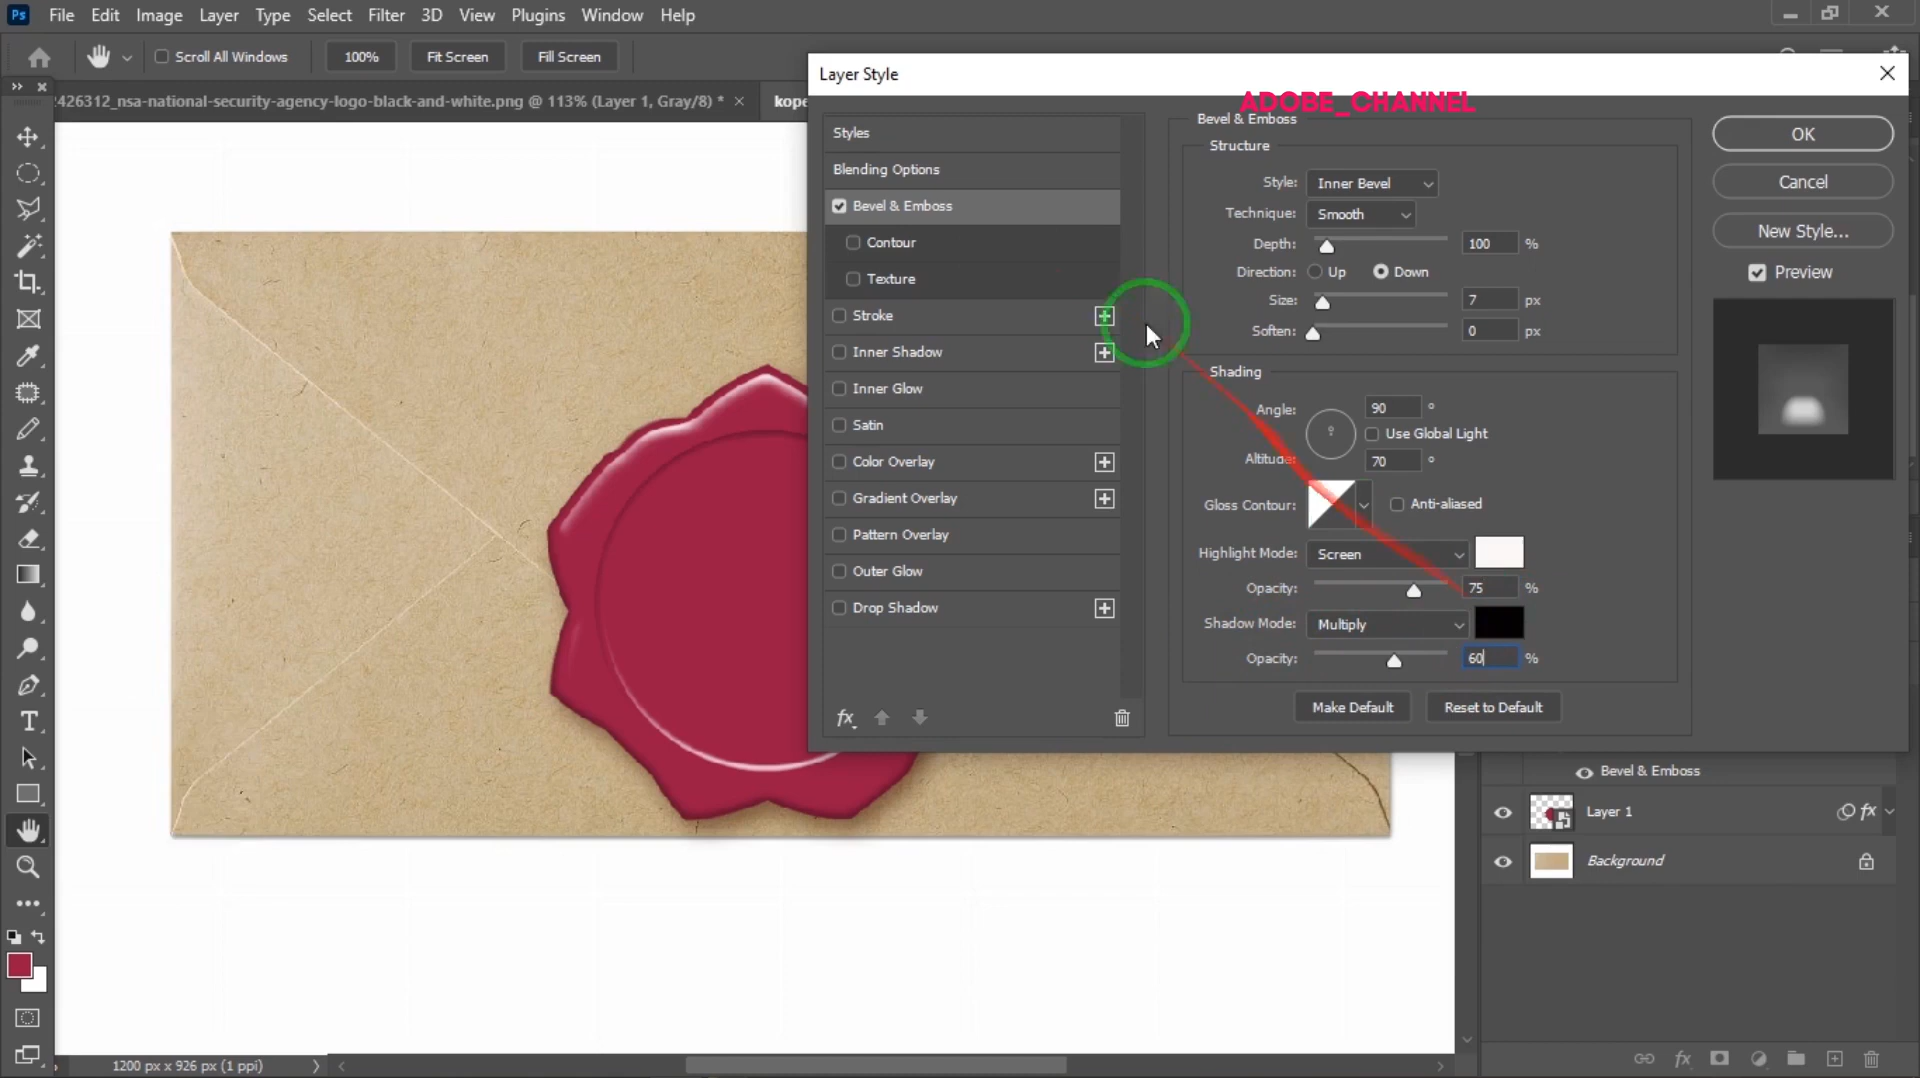 Ps File Edit Image Layer Type Select Filter 3D View Plugins Window Help
Scroll All Windows 100% Fit Screen Fill Screen
2426312_nsa-national-security-agency-logo-black-and-white.png @ 113% (Layer 1, Gray/8) *
kope
Layer Style
ADOBE_CHANNEL
Styles
Blending Options
Bevel & Emboss
Contour
Texture
Stroke
Inner Shadow
Inner Glow
Satin
Color Overlay
Gradient Overlay
Pattern Overlay
Outer Glow
Drop Shadow
fx
Bevel & Emboss
Structure
Style: Inner Bevel
Technique: Smooth
Depth: 100 %
Direction: Up Down
Size: 7 px
Soften: 0 px
Shading
Angle: 90 °
Use Global Light
Altitude: 70 °
Gloss Contour: Anti-aliased
Highlight Mode: Screen
Opacity: 75 %
Shadow Mode: Multiply
Opacity: 60 %
Make Default Reset to Default
OK
Cancel
New Style...
Preview
Bevel & Emboss
Layer 1 fx
Background
fx
1200 px x 926 px (1 ppi)